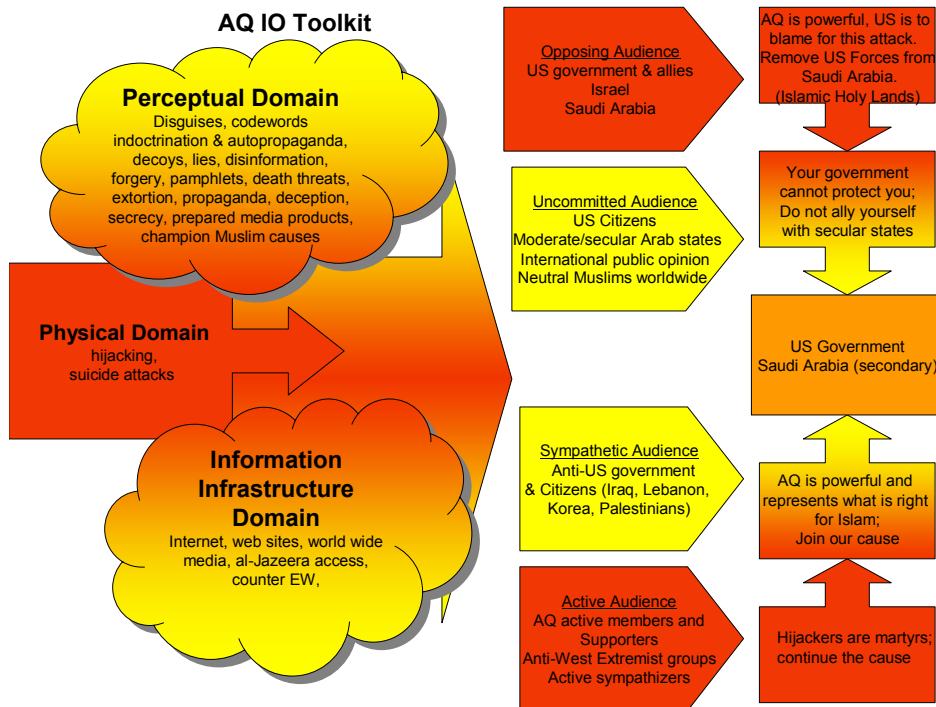 AQ IO Toolkit
Perceptual Domain
Disguises, codewords
indoctrination & autopropaganda,
decoys, lies, disinformation,
forgery, pamphlets, death threats,
extortion, propaganda, deception,
secrecy, prepared media products,
champion Muslim causes
Physical Domain
hijacking,
suicide attacks
Information
Infrastructure
Domain
Internet, web sites, world wide
media, al-Jazeera access,
counter EW,
Opposing Audience
US government & allies
Israel
Saudi Arabia
AQ is powerful, US is to
blame for this attack.
Remove US Forces from
Saudi Arabia.
(Islamic Holy Lands)
Uncommitted Audience
US Citizens
Moderate/secular Arab states
International public opinion
Neutral Muslims worldwide
Your government
cannot protect you;
Do not ally yourself
with secular states
US Government
Saudi Arabia (secondary)
Sympathetic Audience
Anti-US government
& Citizens (Iraq, Lebanon,
Korea, Palestinians)
AQ is powerful and
represents what is right
for Islam;
Join our cause
Active Audience
AQ active members and
Supporters
Anti-West Extremist groups
Active sympathizers
Hijackers are martyrs;
continue the cause